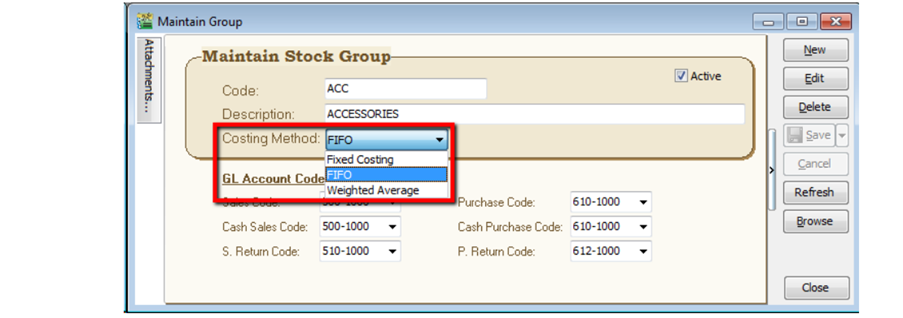 Maintain Group
Attachments...
Maintain Stock Group
Code: ACC
Active
Description: ACCESSORIES
Costing Method: FIFO
Fixed Costing
FIFO
Weighted Average
GL Account Code
Sales Code: 500-1000 Purchase Code: 610-1000
Cash Sales Code: 500-1000 Cash Purchase Code: 610-1000
S. Return Code: 510-1000 P. Return Code: 612-1000
New
Edit
Delete
Save
Cancel
Refresh
Browse
Close